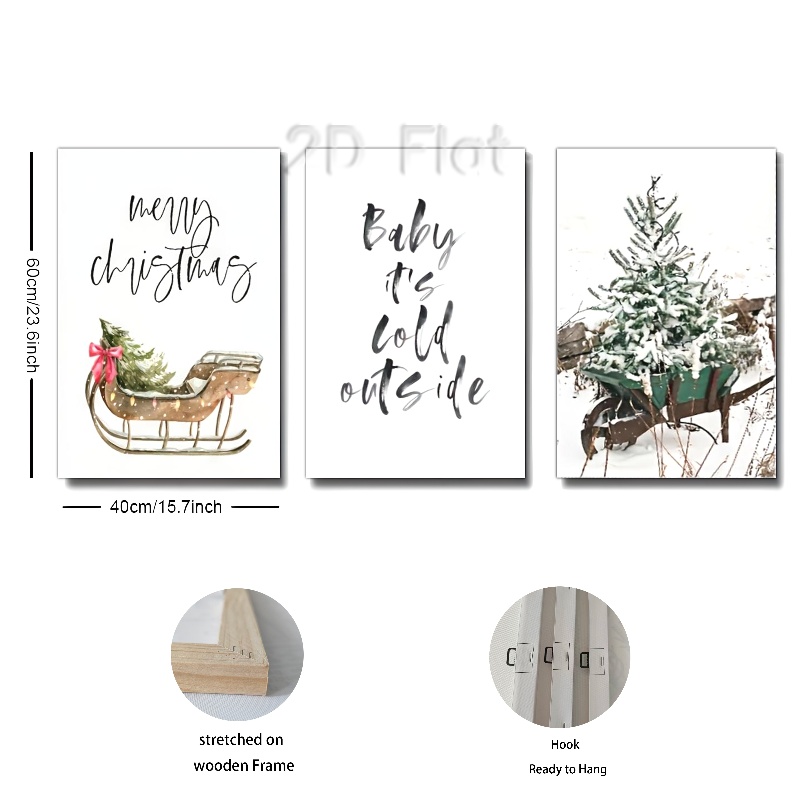 2D Flat
merry
christmas
Baby
it's
cold
outside
60cm/23.6inch
40cm/15.7inch
stretched on
wooden Frame
Hook
Ready to Hang